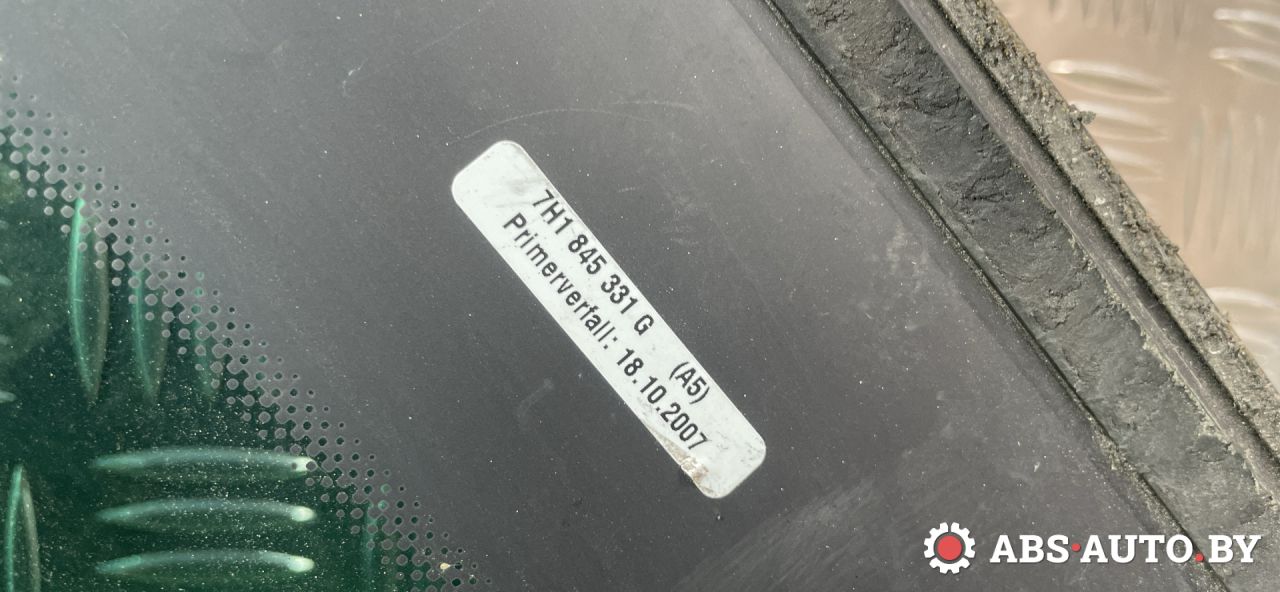 7H1 845 331 G (A5)
Primerverfall: 18.10.2007
ABS·AUTO.BY